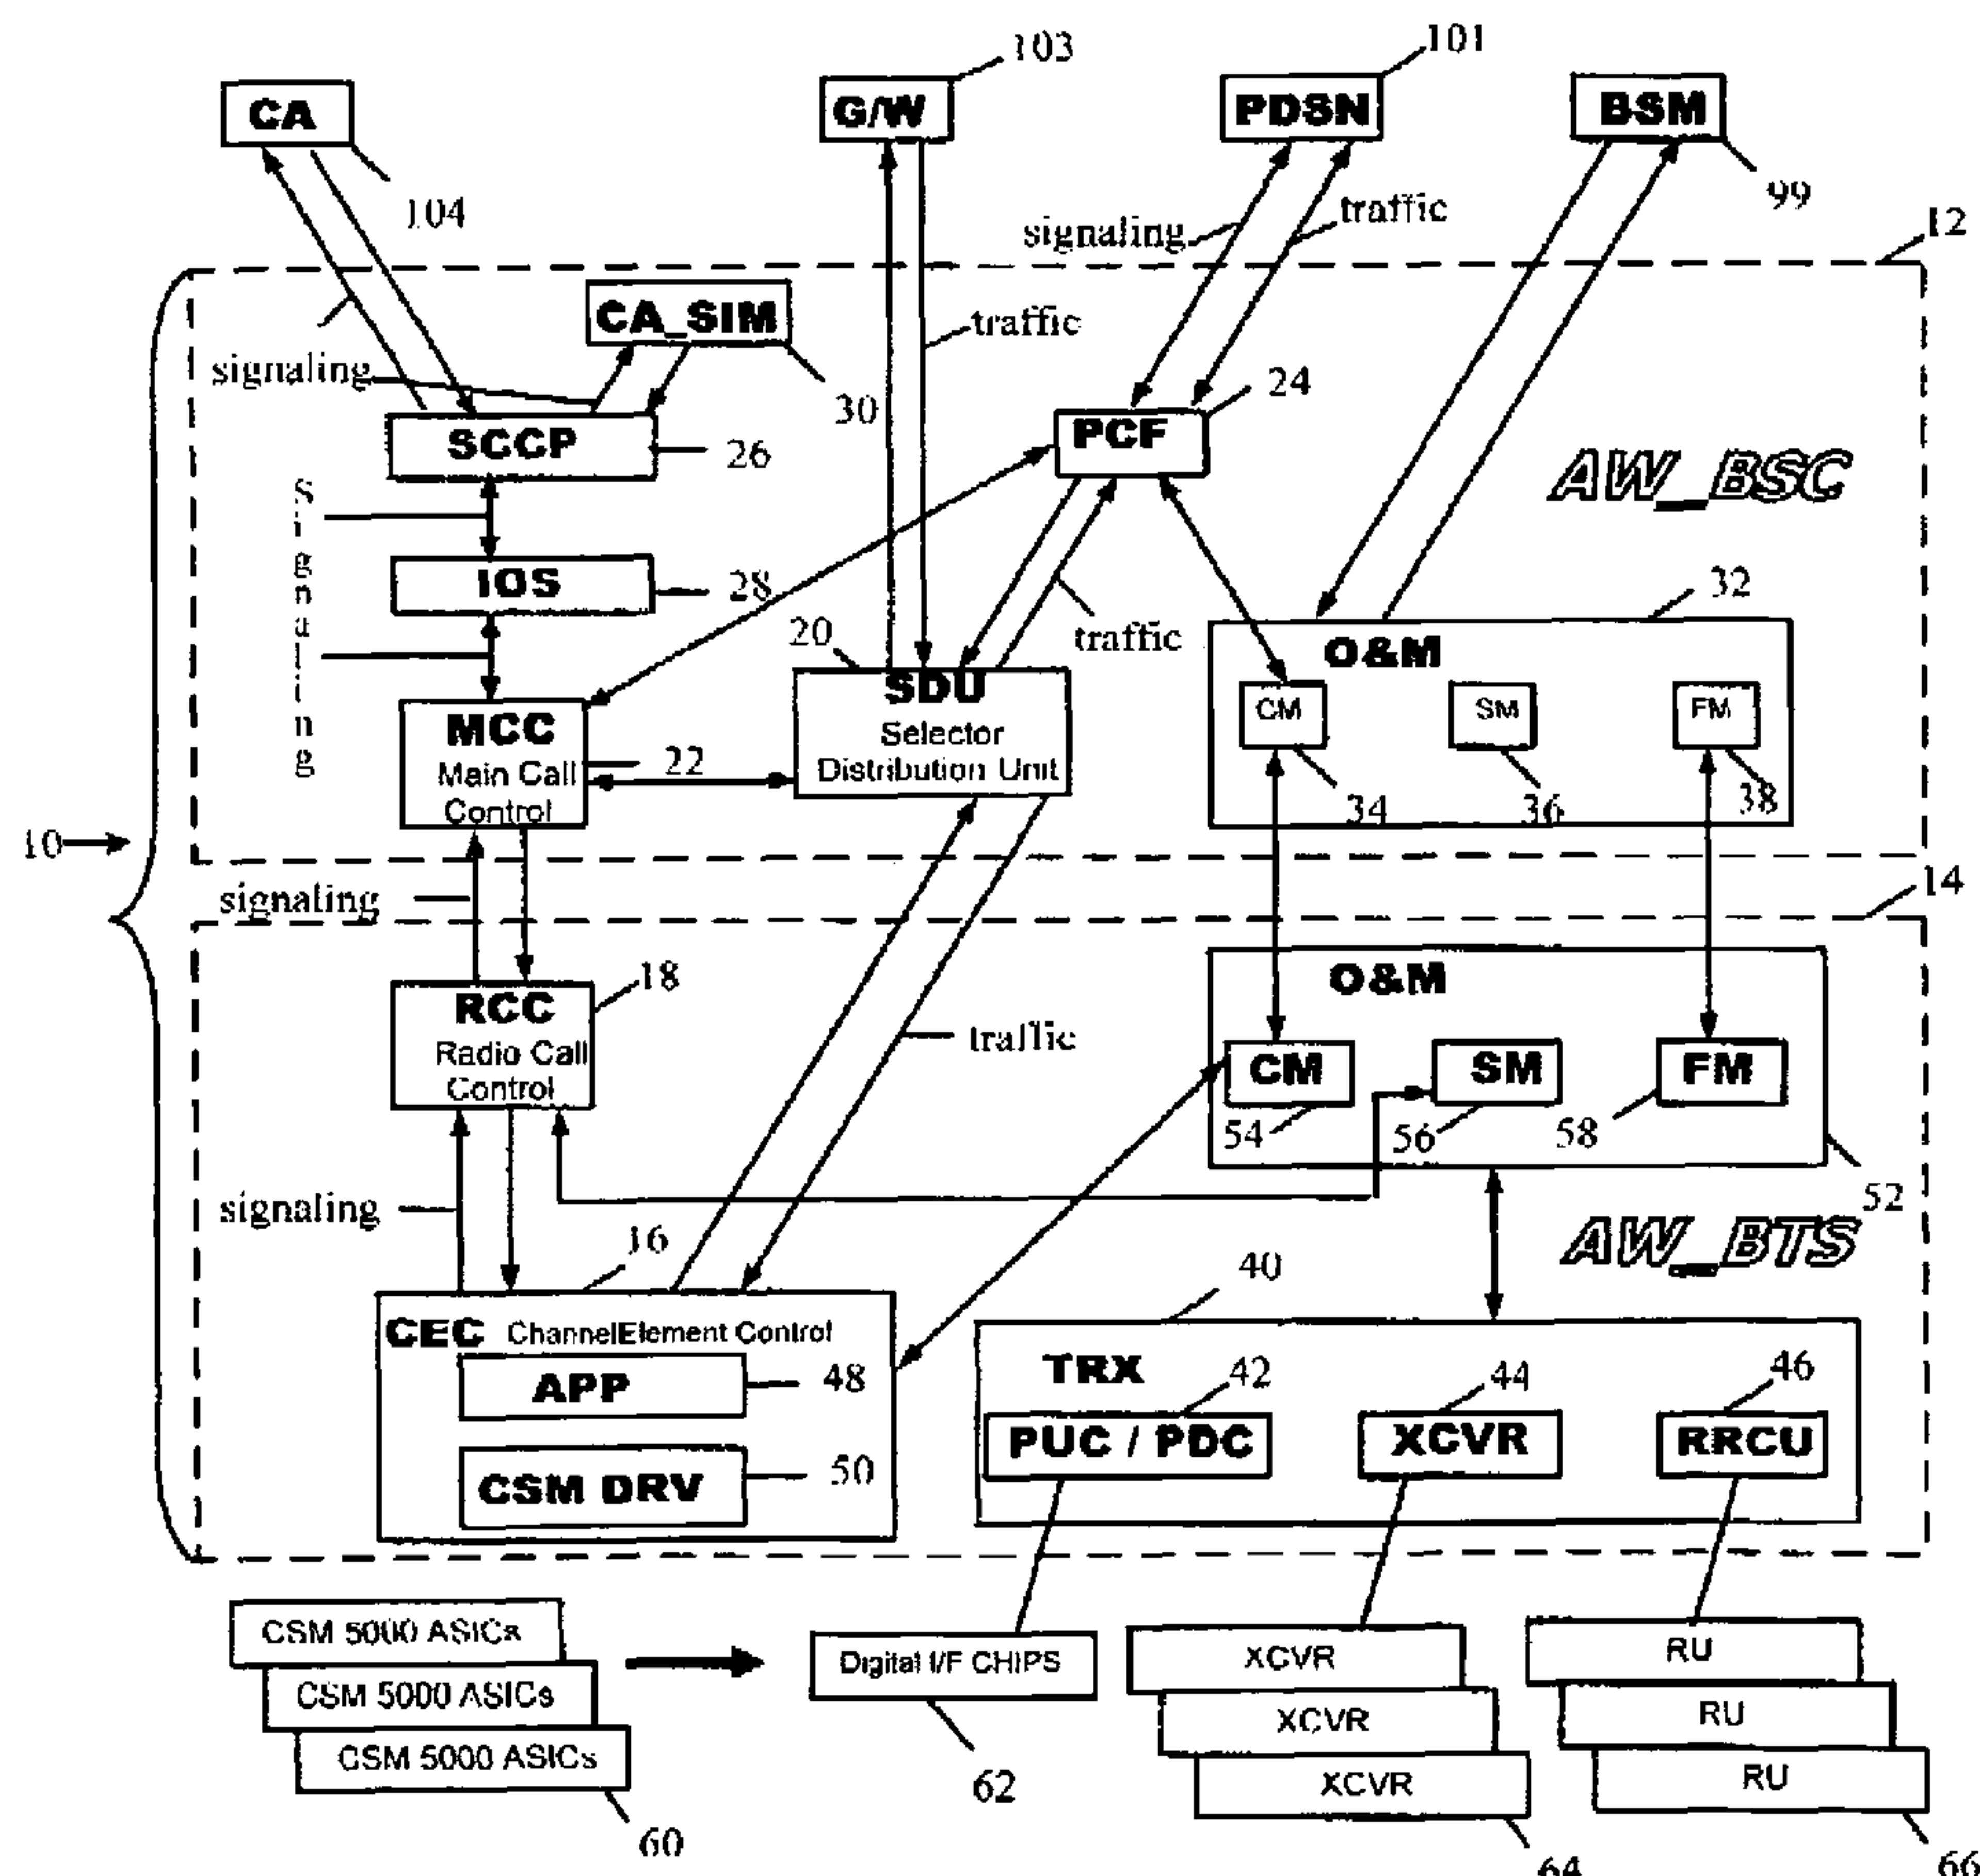 103
101
CA
G/W
PDSN
BSM
104
99
signaling
traffic
12
CA_SIM
traffic
signaling
30
24
SCCP
26
PCF
AW_BSC
Signaling
IOS
28
32
20
traffic
O&M
SDU
Selector
Distribution Unit
CM
SM
FM
MCC
Main Call
Control
22
34
36
38
10
14
signaling
18
O&M
RCC
Radio Call
Control
traffic
CM
SM
FM
54
56
58
52
signaling
16
AW_BTS
40
CEC ChannelElement Control
APP
48
TRX
42
44
46
PUC / PDC
XCVR
RRCU
CSM DRV
50
CSM 5000 ASICs
CSM 5000 ASICs
CSM 5000 ASICs
Digital I/F CHIPS
XCVR
XCVR
XCVR
RU
RU
RU
62
60
64
66